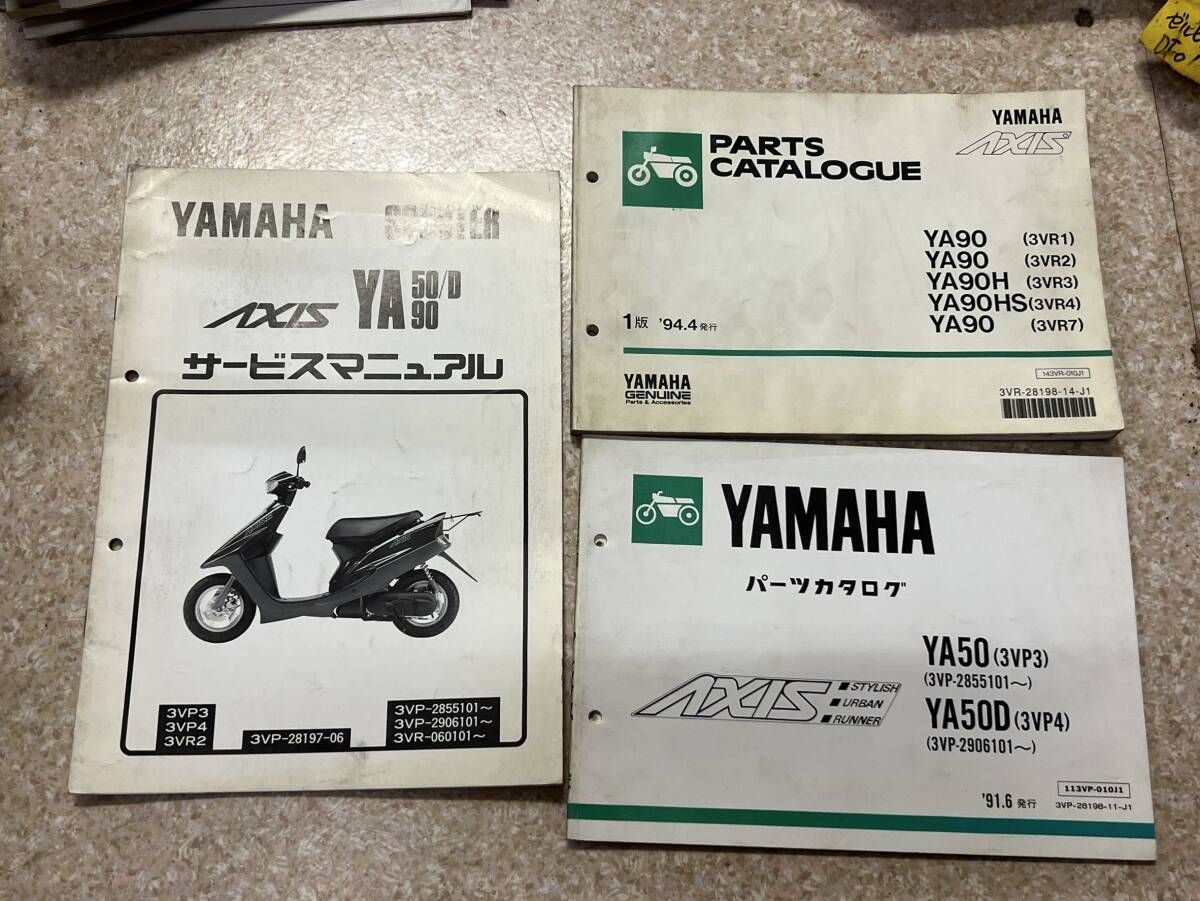 YAMAHA SCOOTER
AXIS YA 50/D 90
サービスマニュアル
3VP3
3VP4
3VR2
3VP-28197-06
3VP-2855101～
3VP-2906101～
3VR-060101～
YAMAHA
AXIS
PARTS
CATALOGUE
YA90 (3VR1)
YA90 (3VR2)
YA90H (3VR3)
YA90HS (3VR4)
YA90 (3VR7)
1版 '94.4発行
YAMAHA
GENUINE
Parts & Accessories
143VR-010J1
3VR-28198-14-J1
YAMAHA
パーツカタログ
YA50 (3VP3)
(3VP-2855101～)
YA50D (3VP4)
(3VP-2906101～)
AXIS
■ STYLISH
■ URBAN
■ RUNNER
'91.6 発行
113VP-010J1
3VP-28198-11-J1